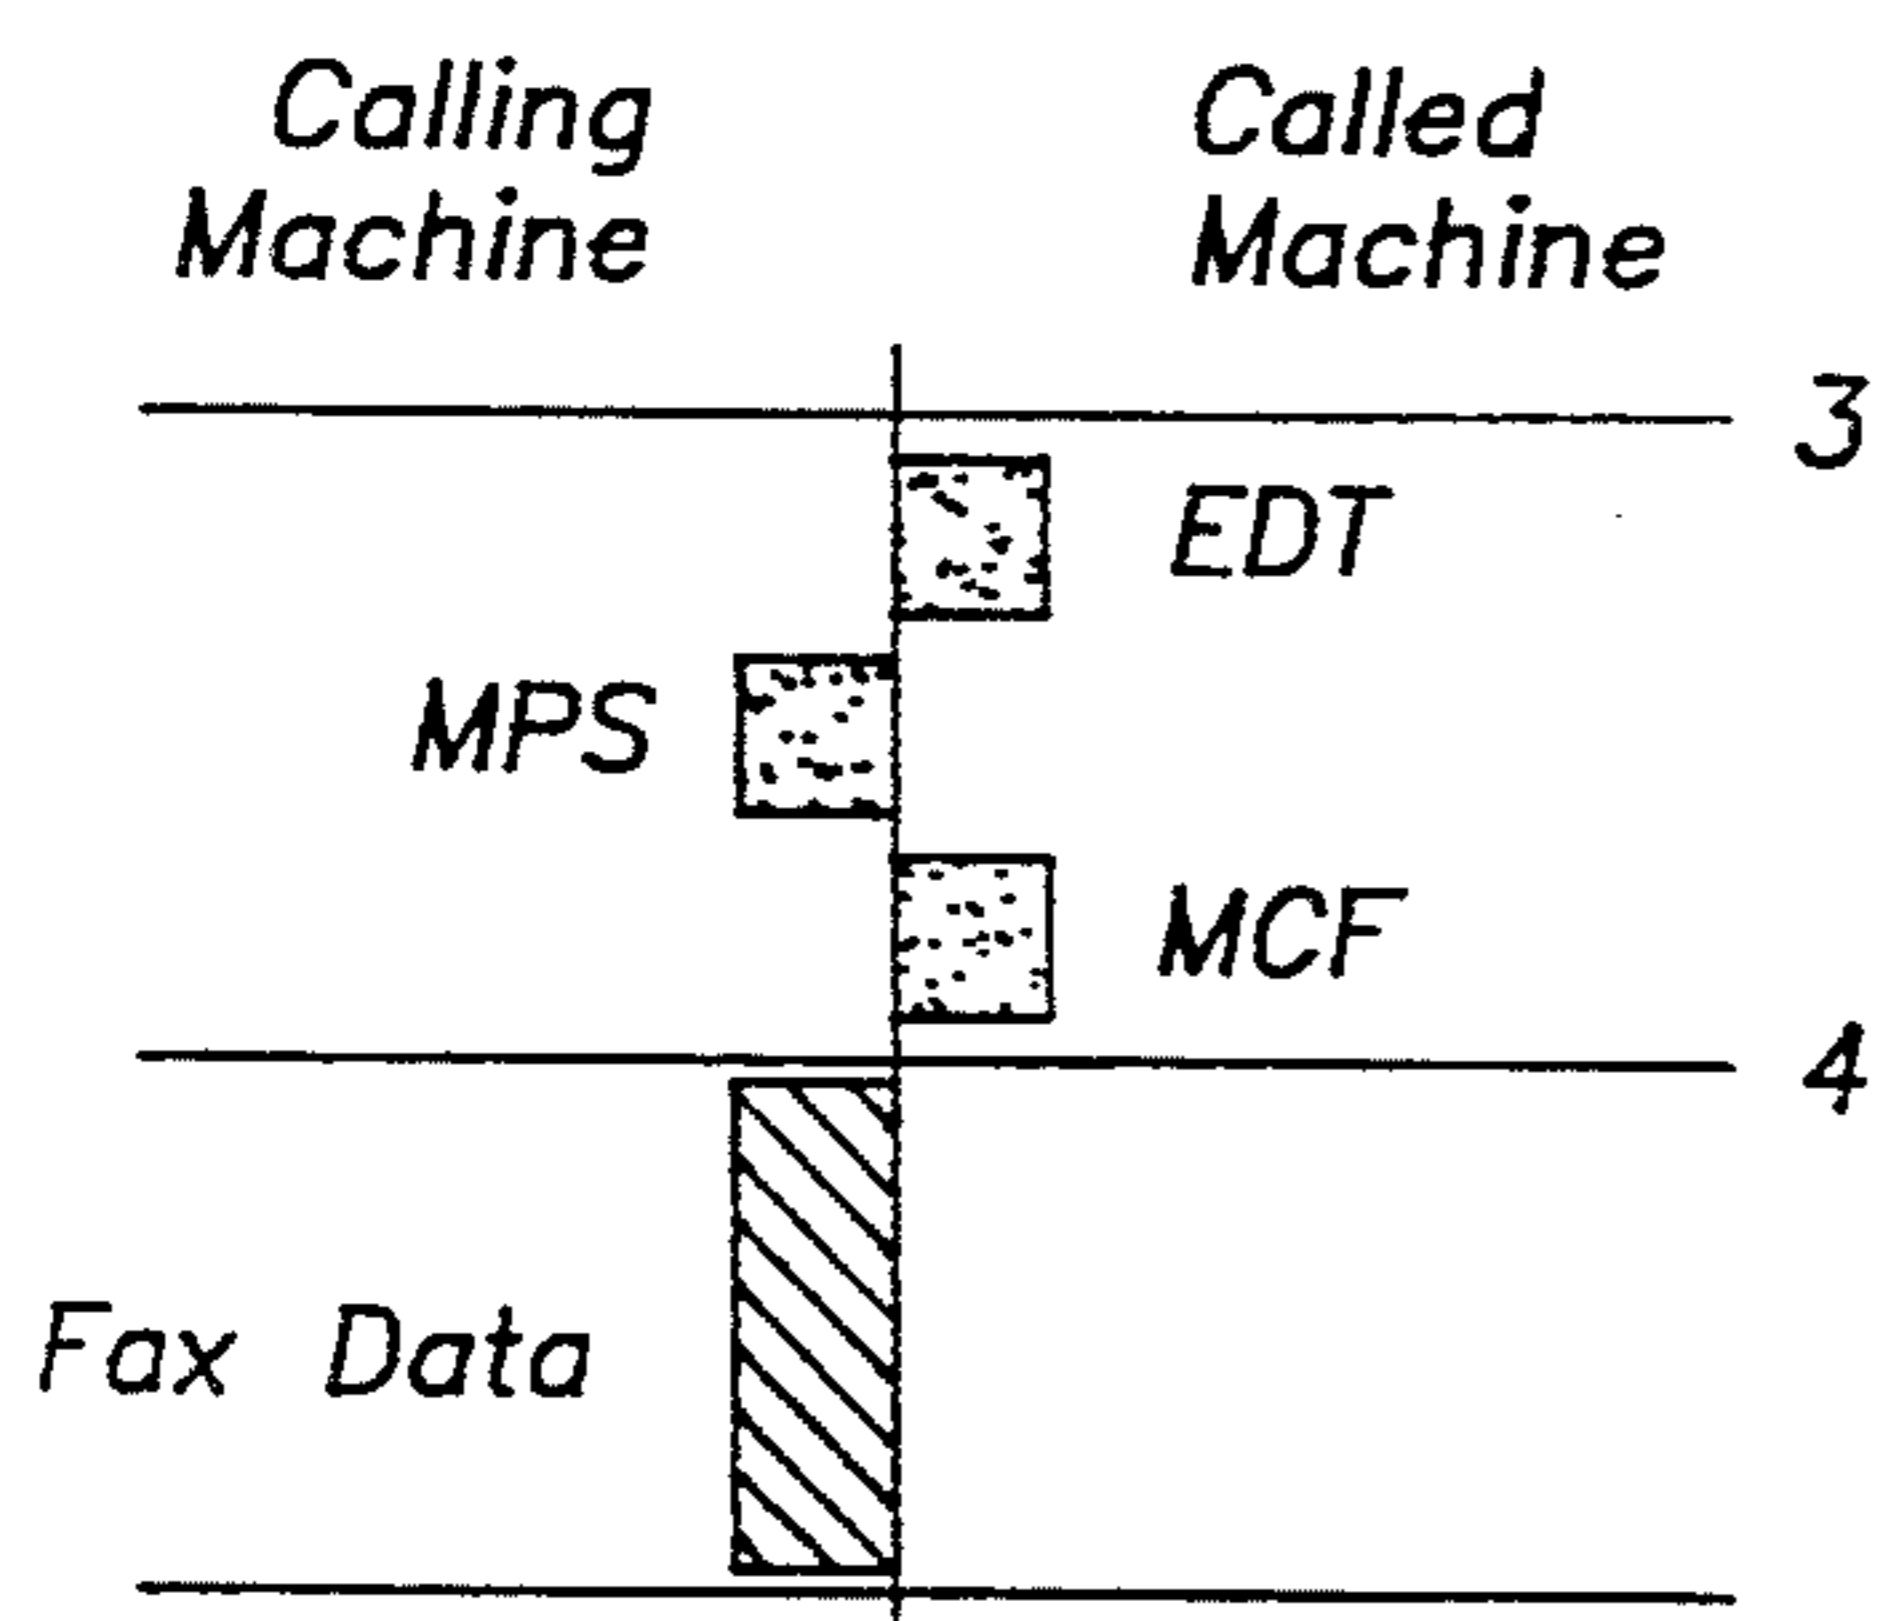 Calling
Machine
Called
Machine
3
EDT
MPS
MCF
4
Fax Data